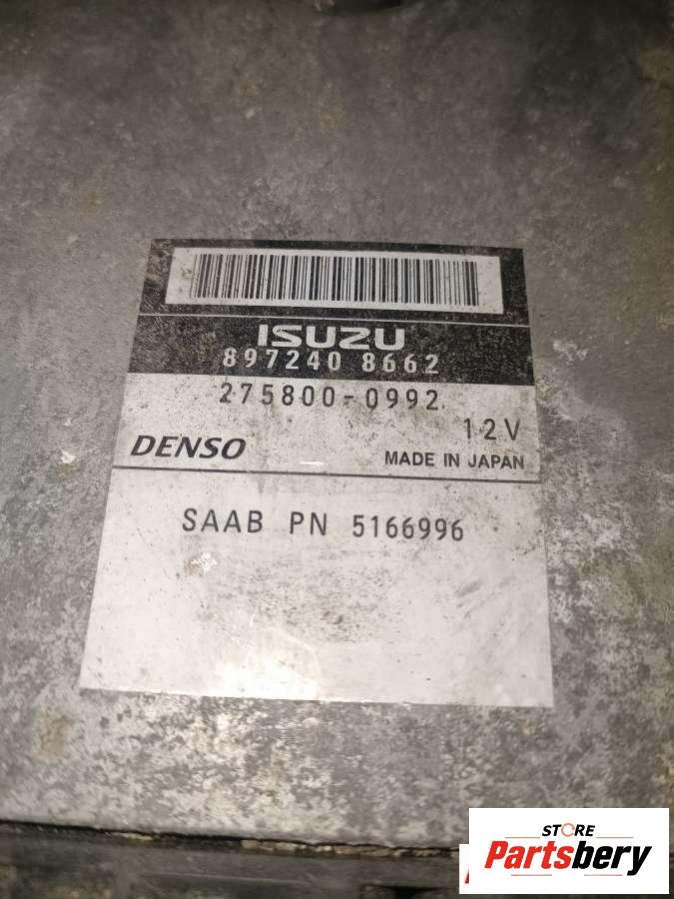 ISUZU
897240 8662
275800-0992
12V
DENSO
MADE IN JAPAN
SAAB PN 5166996
STORE
Partsbery